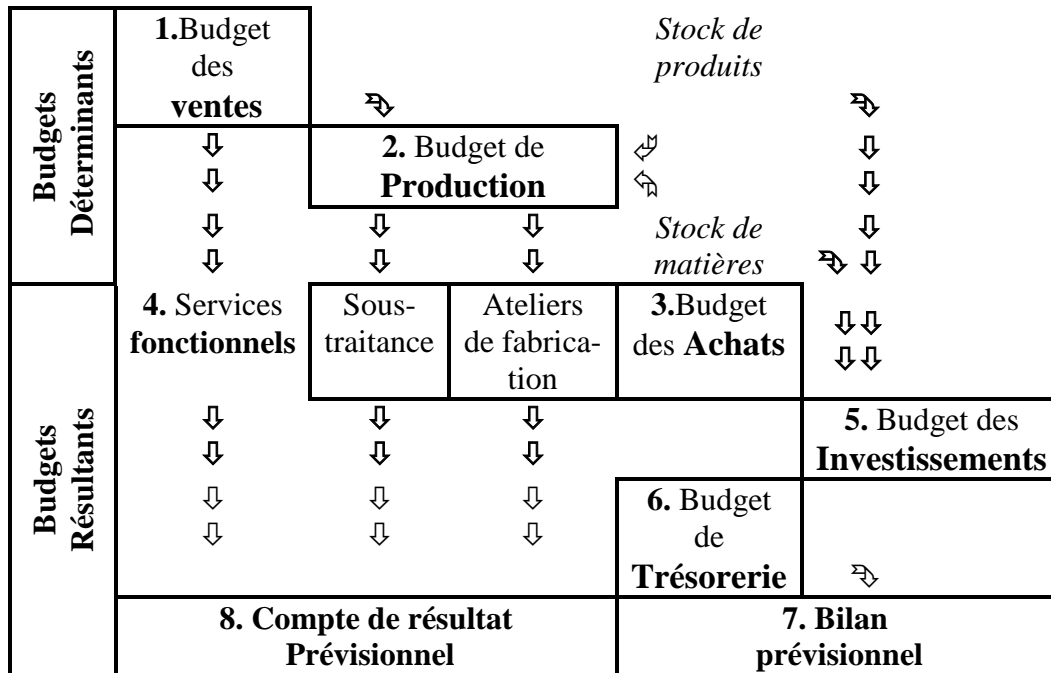 Budgets
Déterminants
1.Budget
des
ventes
Stock de
produits
2. Budget de
Production
Stock de
matières
Budgets
Résultants
4. Services
fonctionnels
Sous-
traitance
Ateliers
de fabrica-
tion
3.Budget
des Achats
5. Budget des
Investissements
6. Budget
de
Trésorerie
8. Compte de résultat
Prévisionnel
7. Bilan
prévisionnel